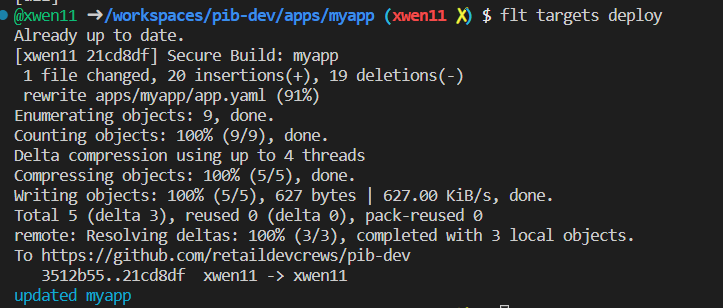 @xwen11 ➜/workspaces/pib-dev/apps/myapp (xwen11 ✗) $ flt targets deploy
Already up to date.
[xwen11 21cd8df] Secure Build: myapp
 1 file changed, 20 insertions(+), 19 deletions(-)
 rewrite apps/myapp/app.yaml (91%)
Enumerating objects: 9, done.
Counting objects: 100% (9/9), done.
Delta compression using up to 4 threads
Compressing objects: 100% (5/5), done.
Writing objects: 100% (5/5), 627 bytes | 627.00 KiB/s, done.
Total 5 (delta 3), reused 0 (delta 0), pack-reused 0
remote: Resolving deltas: 100% (3/3), completed with 3 local objects.
To https://github.com/retaildevcrews/pib-dev
   3512b55..21cd8df  xwen11 -> xwen11
updated myapp